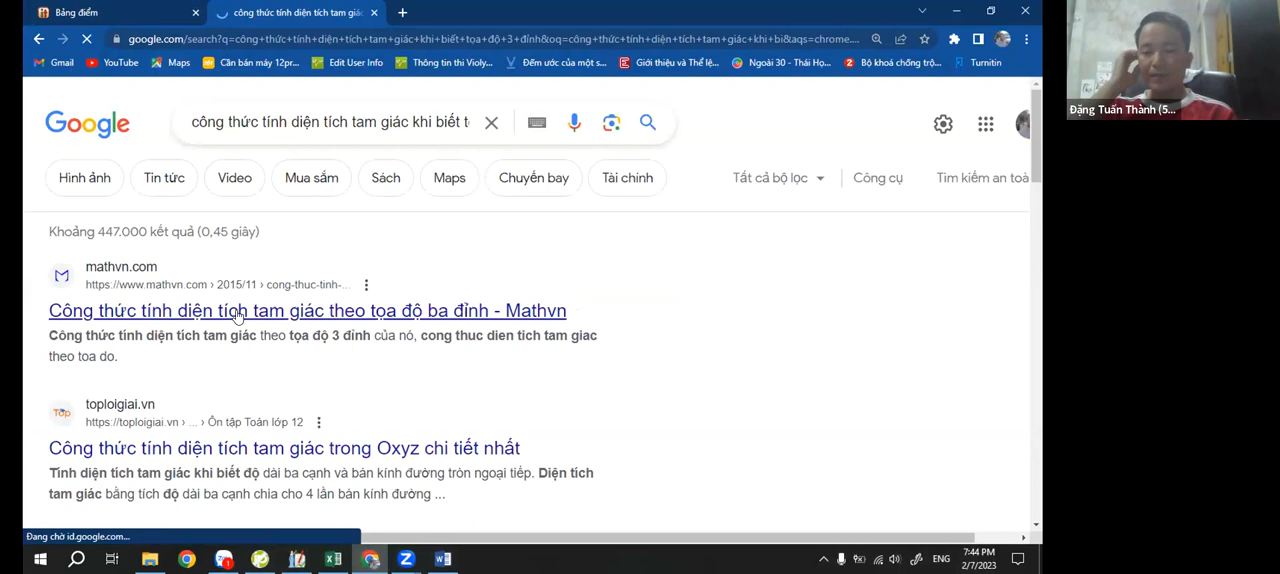 Bảng điểm
công thức tính diện tích tam giá
google.com/search?q=công+thức+tính+diện+tích+tam+giác+khi+biết+tọa+độ+3+đỉnh&oq=công+thức+tính+diện+tích+tam+giác+khi+bi&aqs=chrome....
Gmail
YouTube
Maps
Cân bán máy 12pr...
Edit User Info
Thông tin thi Violy...
Đếm ước của một s...
Giới thiệu và Thể lệ...
Ngoài 30 - Thái Họ...
Bộ khoá chống trộ...
Turnitin
Đặng Tuấn Thành (5...
Google
công thức tính diện tích tam giác khi biết t
Hình ảnh
Tin tức
Video
Mua sắm
Sách
Maps
Chuyến bay
Tài chính
Tất cả bộ lọc
Công cụ
Tìm kiếm an toà
Khoảng 447.000 kết quả (0,45 giây)
mathvn.com
https://www.mathvn.com › 2015/11 › cong-thuc-tinh-...
Công thức tính diện tích tam giác theo tọa độ ba đỉnh - Mathvn
Công thức tính diện tích tam giác theo tọa độ 3 đỉnh của nó, cong thuc dien tich tam giac
theo toa do.
Top
toploigiai.vn
https://toploigiai.vn › ... › Ôn tập Toán lớp 12
Công thức tính diện tích tam giác trong Oxyz chi tiết nhất
Tính diện tích tam giác khi biết độ dài ba cạnh và bán kính đường tròn ngoại tiếp. Diện tích
tam giác bằng tích độ dài ba cạnh chia cho 4 lần bán kính đường ...
Đang chờ id.google.com...
ENG
7:44 PM
2/7/2023